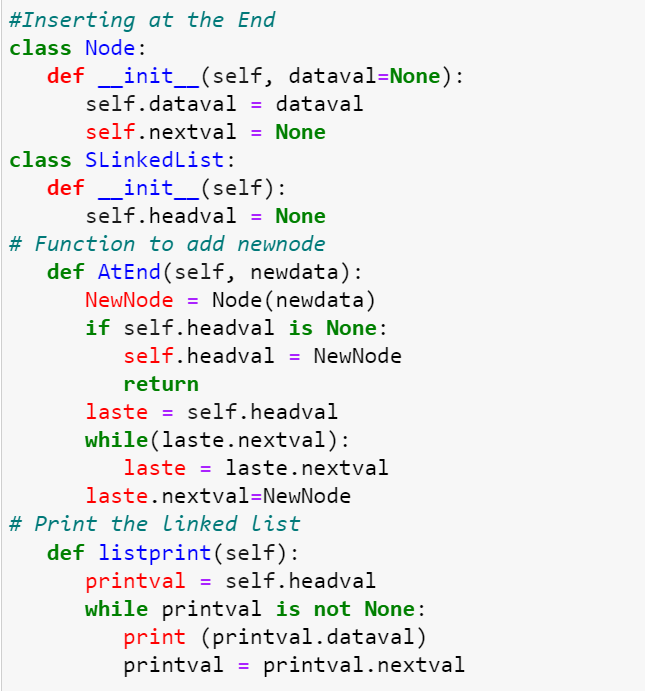 #Inserting at the End
class Node:
   def __init__(self, dataval=None):
      self.dataval = dataval
      self.nextval = None
class SLinkedList:
   def __init__(self):
      self.headval = None
# Function to add newnode
   def AtEnd(self, newdata):
      NewNode = Node(newdata)
      if self.headval is None:
         self.headval = NewNode
         return
      laste = self.headval
      while(laste.nextval):
         laste = laste.nextval
      laste.nextval=NewNode
# Print the linked list
   def listprint(self):
      printval = self.headval
      while printval is not None:
         print (printval.dataval)
         printval = printval.nextval